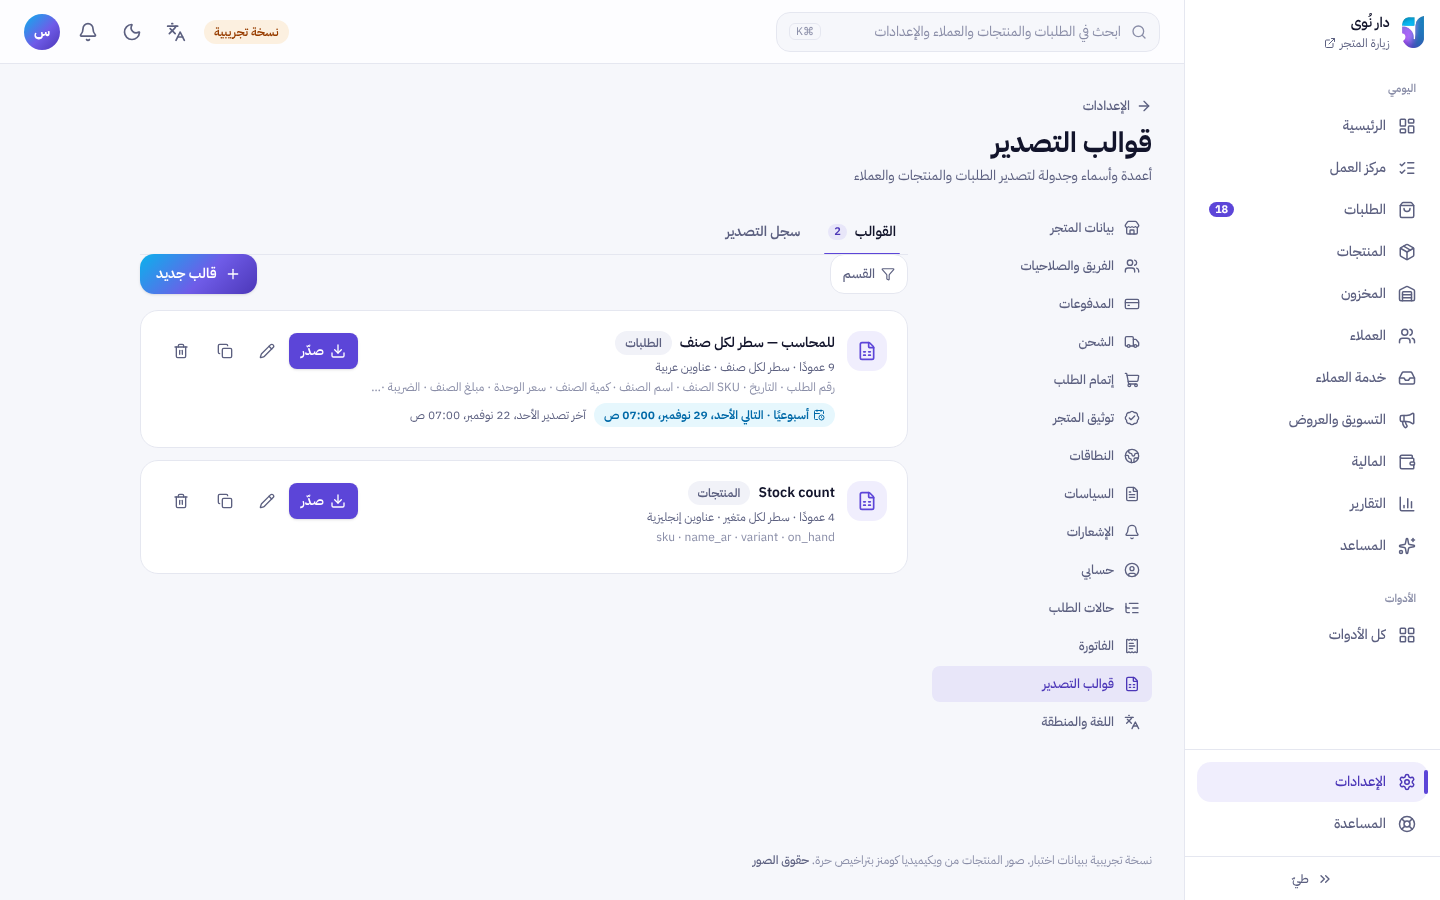 دار نُوى
زيارة المتجر
ابحث في الطلبات والمنتجات والعملاء والإعدادات
⌘K
نسخة تجريبية
س
اليومي
الرئيسية
مركز العمل
الطلبات
18
المنتجات
المخزون
العملاء
خدمة العملاء
التسويق والعروض
المالية
التقارير
المساعد
الأدوات
كل الأدوات
الإعدادات
المساعدة
طيّ
الإعدادات
قوالب التصدير
أعمدة وأسماء وجدولة لتصدير الطلبات والمنتجات والعملاء
بيانات المتجر
الفريق والصلاحيات
المدفوعات
الشحن
إتمام الطلب
توثيق المتجر
النطاقات
السياسات
الإشعارات
حسابي
حالات الطلب
الفاتورة
قوالب التصدير
اللغة والمنطقة
القوالب 2
سجل التصدير
القسم
قالب جديد
للمحاسب — سطر لكل صنف الطلبات
9 عمودًا · سطر لكل صنف · عناوين عربية
رقم الطلب · التاريخ · SKU الصنف · اسم الصنف · كمية الصنف · سعر الوحدة · مبلغ الصنف · الضريبة ·…
أسبوعيًا · التالي الأحد، 29 نوفمبر، 07:00 ص آخر تصدير الأحد، 22 نوفمبر، 07:00 ص
صدّر
Stock count المنتجات
4 عمودًا · سطر لكل متغير · عناوين إنجليزية
sku · name_ar · variant · on_hand
صدّر
نسخة تجريبية ببيانات اختبار. صور المنتجات من ويكيميديا كومنز بتراخيص حرة. حقوق الصور